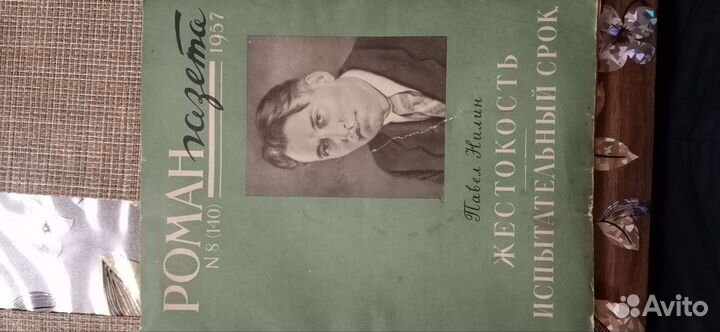 РОМАН
газета
N 8 (140) 1957
Павел Нилин
ЖЕСТОКОСТЬ
ИСПЫТАТЕЛЬНЫЙ СРОК
Avito